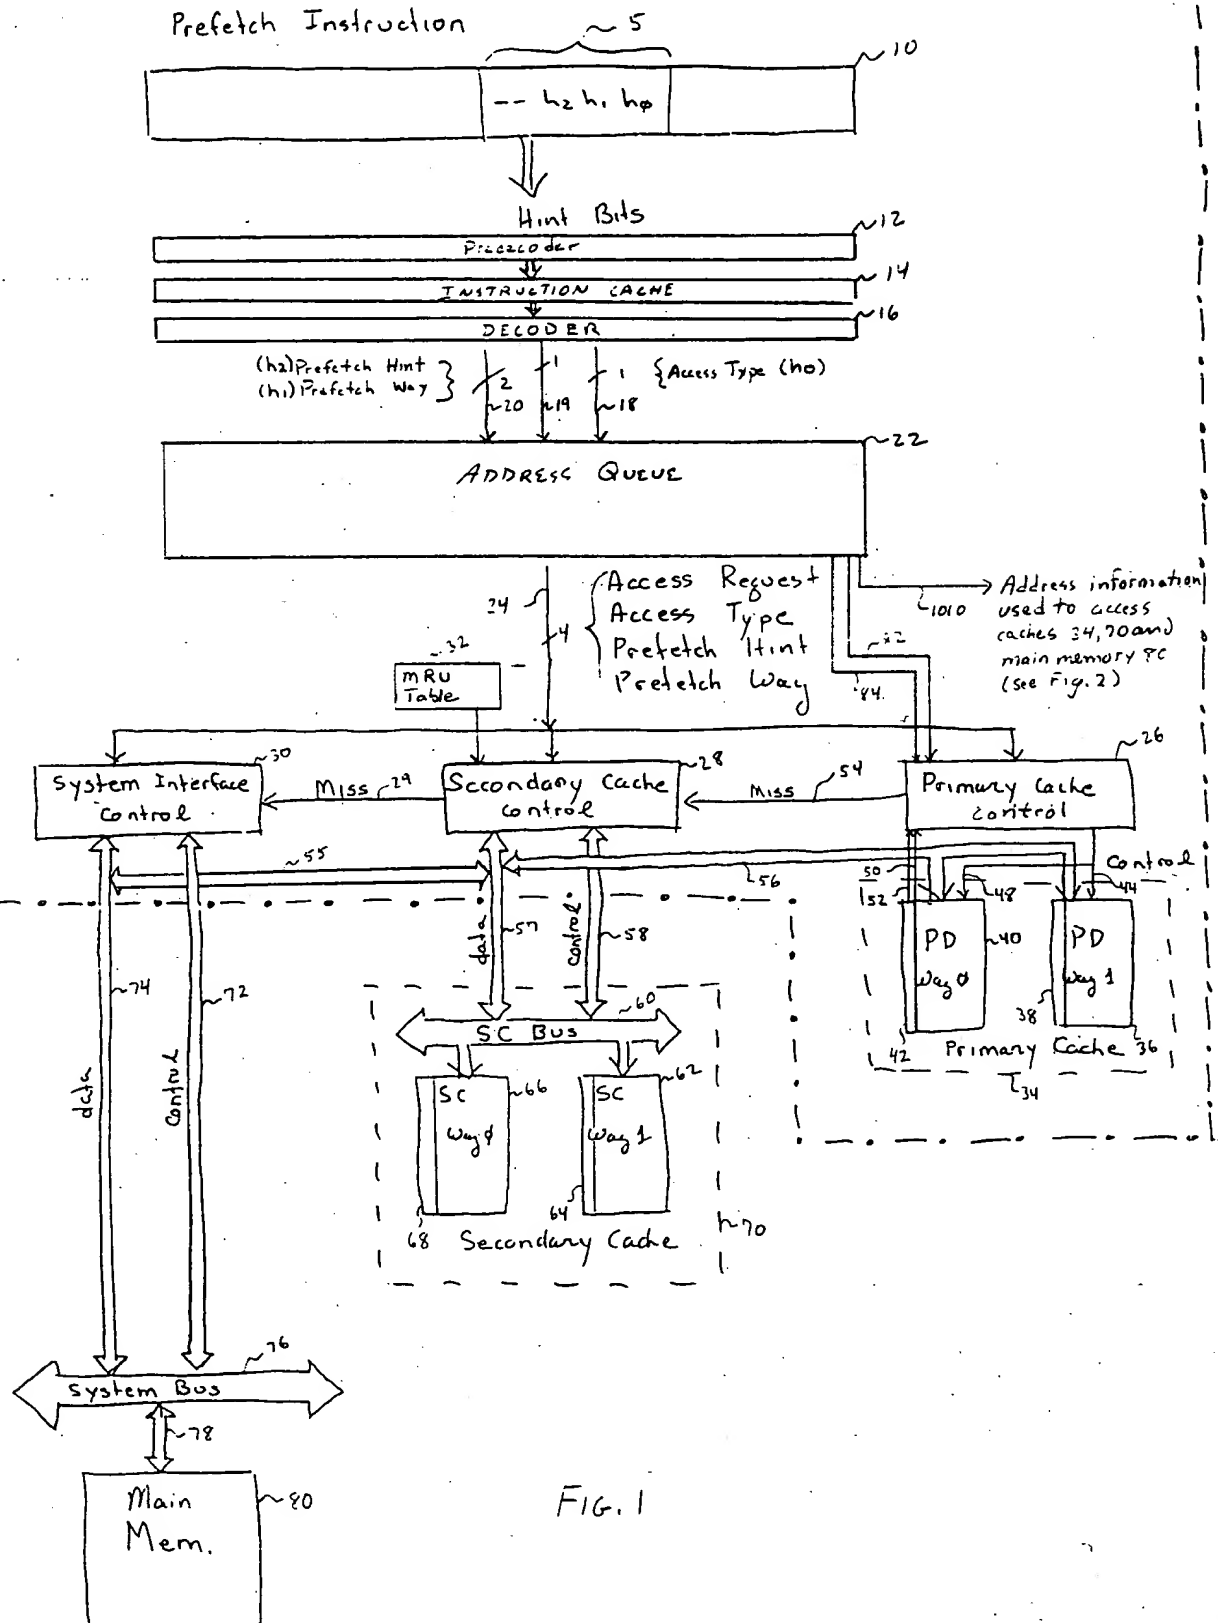 Prefetch Instruction
5
10
-- h2 h1 h0
Hint Bits
12
Predecoder
14
INSTRUCTION CACHE
16
DECODER
(h2) Prefetch Hint
(h1) Prefetch Way
2
1
1
{Access Type (h0)
20
19
18
22
ADDRESS QUEUE
24
4
Access Request
Access Type
Prefetch Hint
Prefetch Way
1010
Address information
used to access
caches 34, 70 and
main memory 80
(see Fig. 2)
82
84
32
MRU
Table
30
System Interface
Control
Miss
29
28
Secondary Cache
Control
54
Miss
26
Primary Cache
Control
55
56
50
52
48
Control
44
data
57
control
58
PD
Way 0
40
PD
Way 1
38
42
Primary Cache
36
34
74
72
data
Control
60
SC Bus
SC
Way 0
66
SC
Way 1
62
68
64
Secondary Cache
70
76
System Bus
78
Main
Mem.
80
FIG. 1